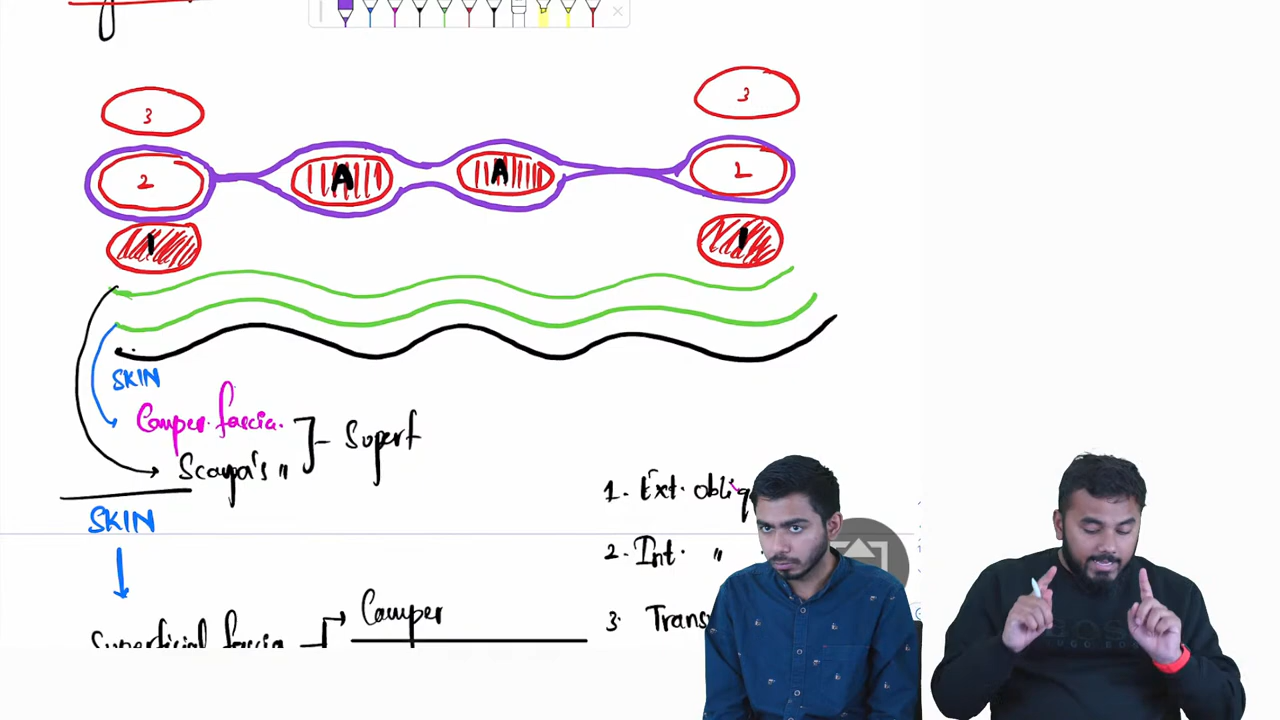 3
3
2
A
A
2
1
1
SKIN
Camper fascia.
Scarpa's "
Superf
SKIN
1. Ext. obliq
2. Int. "
3. Trans
Superficial fascia
Camper